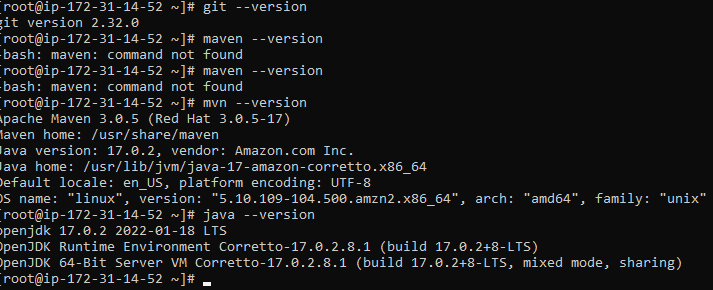 [root@ip-172-31-14-52 ~]# git --version
git version 2.32.0
[root@ip-172-31-14-52 ~]# maven --version
-bash: maven: command not found
[root@ip-172-31-14-52 ~]# maven --version
-bash: maven: command not found
[root@ip-172-31-14-52 ~]# mvn --version
Apache Maven 3.0.5 (Red Hat 3.0.5-17)
Maven home: /usr/share/maven
Java version: 17.0.2, vendor: Amazon.com Inc.
Java home: /usr/lib/jvm/java-17-amazon-corretto.x86_64
Default locale: en_US, platform encoding: UTF-8
OS name: "linux", version: "5.10.109-104.500.amzn2.x86_64", arch: "amd64", family: "unix"
[root@ip-172-31-14-52 ~]# java --version
openjdk 17.0.2 2022-01-18 LTS
OpenJDK Runtime Environment Corretto-17.0.2.8.1 (build 17.0.2+8-LTS)
OpenJDK 64-Bit Server VM Corretto-17.0.2.8.1 (build 17.0.2+8-LTS, mixed mode, sharing)
[root@ip-172-31-14-52 ~]#